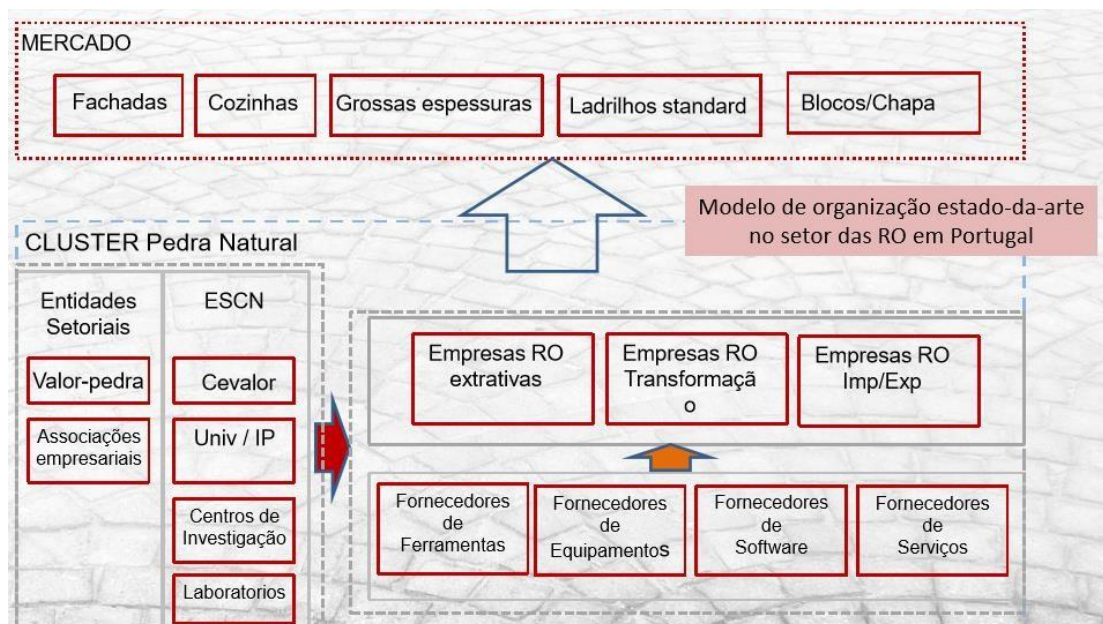 MERCADO
Fachadas
Cozinhas
Grossas espessuras
Ladrilhos standard
Blocos/Chapa
Modelo de organização estado-da-arte
no setor das RO em Portugal
CLUSTER Pedra Natural
Entidades
Setoriais
Valor-pedra
Associações
empresariais
ESCN
Cevalor
Univ / IP
Centros de
Investigação
Laboratorios
Empresas RO
extrativas
Empresas RO
Transformaçã
o
Empresas RO
Imp/Exp
Fornecedores
de
Ferramentas
Fornecedores
de
Equipamentos
Fornecedores
de
Software
Fornecedores
de
Serviços